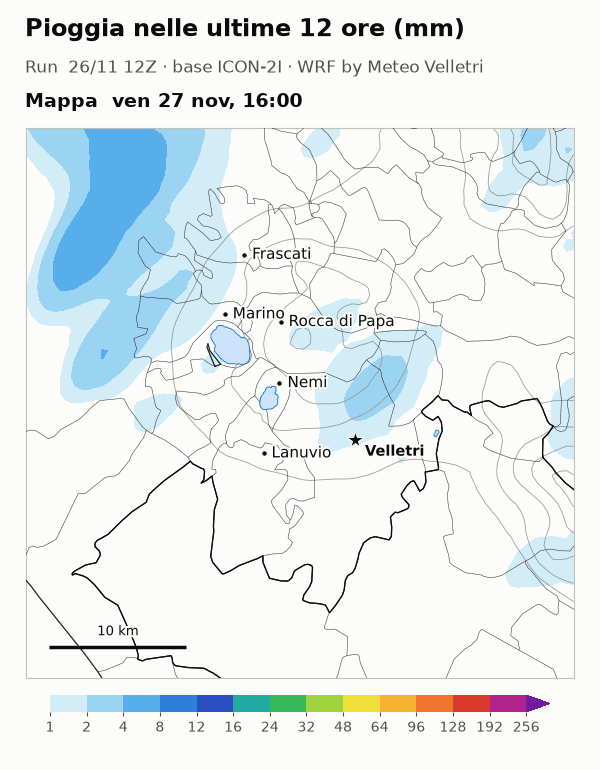 Pioggia nelle ultime 12 ore (mm)
Run  26/11 12Z · base ICON-2I · WRF by Meteo Velletri
Mappa  ven 27 nov, 16:00
Frascati
Marino
Rocca di Papa
Nemi
Velletri
Lanuvio
10 km
1 2 4 8 12 16 24 32 48 64 96 128 192 256